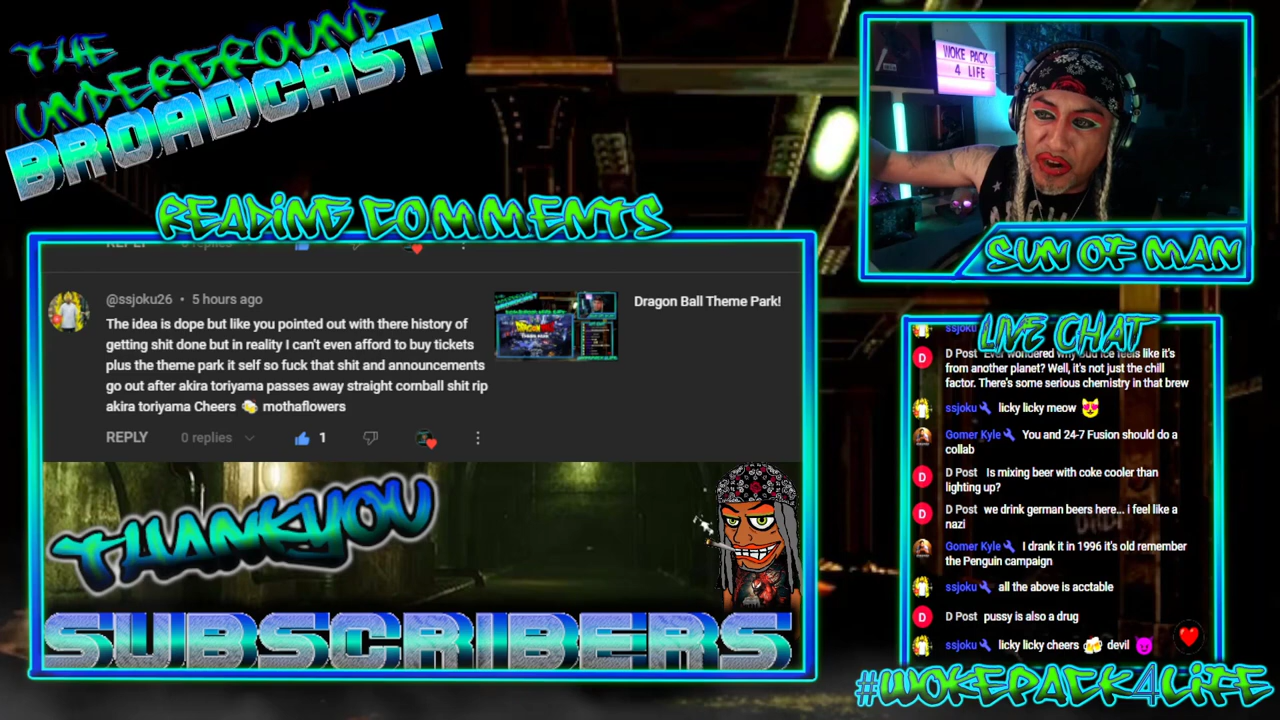 THE
UNDERGROUND
BROADCAST
READING COMMENTS
REPLY 0 replies
@ssjoku26 • 5 hours ago
The idea is dope but like you pointed out with there history of
getting shit done but in reality I can't even afford to buy tickets
plus the theme park it self so fuck that shit and announcements
go out after akira toriyama passes away straight cornball shit rip
akira toriyama Cheers 🍻 mothaflowers
REPLY 0 replies 1
Dragon Ball Theme Park!
THANKYOU
SUBSCRIBERS
WOKE PACK
4 LIFE
SUN OF MAN
LIVE CHAT
ssjoku
D Post Ever wondered why Bud Ice feels like it's
from another planet? Well, it's not just the chill
factor. There's some serious chemistry in that brew
ssjoku licky licky meow 😻
Gomer Kyle You and 24-7 Fusion should do a
collab
D Post Is mixing beer with coke cooler than
lighting up?
D Post we drink german beers here... i feel like a
nazi
Gomer Kyle I drank it in 1996 it's old remember
the Penguin campaign
ssjoku all the above is acctable
D Post pussy is also a drug
ssjoku licky licky cheers 🍻 devil 😈
#WOKEPACK4LIFE